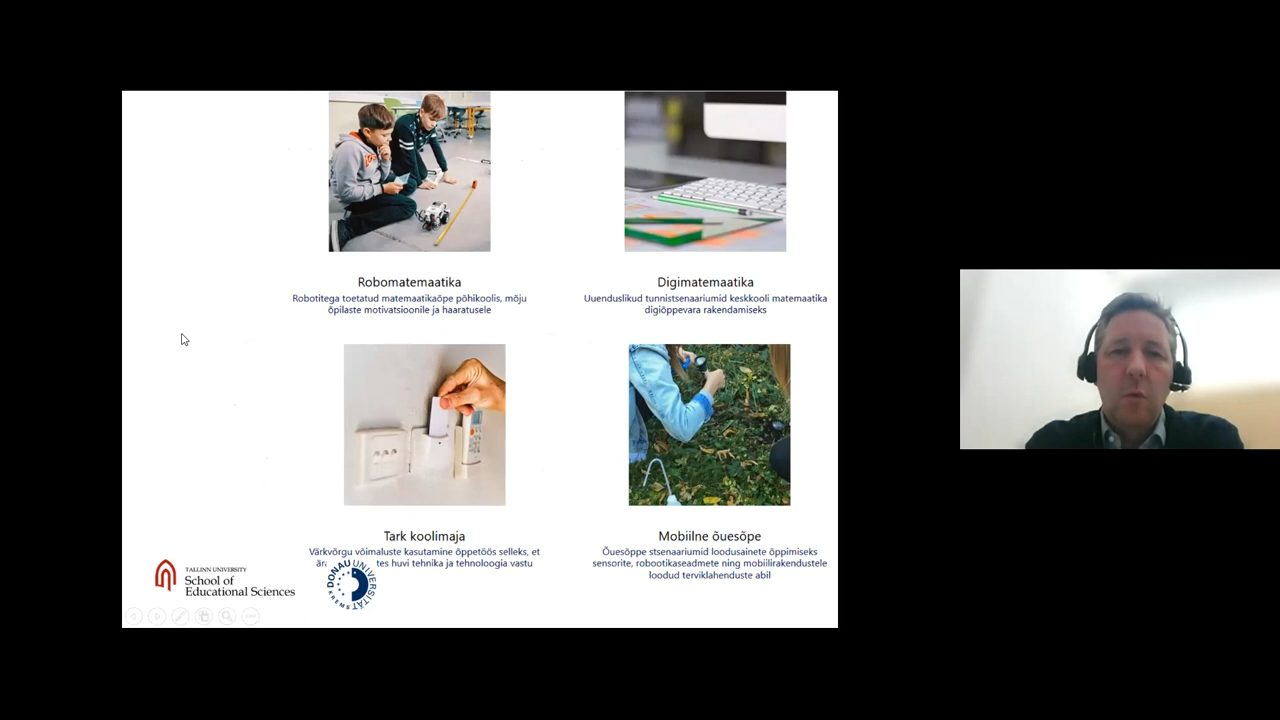 Robomatemaatika
Robotitega toetatud matemaatikaõpe põhikoolis, mõju
õpilaste motivatsioonile ja haaratusele
Digimatemaatika
Uuenduslikud tunnistsenaariumid keskkooli matemaatika
digiõppevara rakendamiseks
Tark koolimaja
Värkvõrgu võimaluste kasutamine õppetöös selleks, et
tes huvi tehnika ja tehnoloogia vastu
Mobiilne õuesõpe
Õuesõppe stsenaariumid loodusainete õppimiseks
sensorite, robootikaseadmete ning mobiilirakendustele
loodud terviklahenduste abil
TALLINN UNIVERSITY
School of
Educational Sciences
DONAU UNIVERSITÄT
KREMS